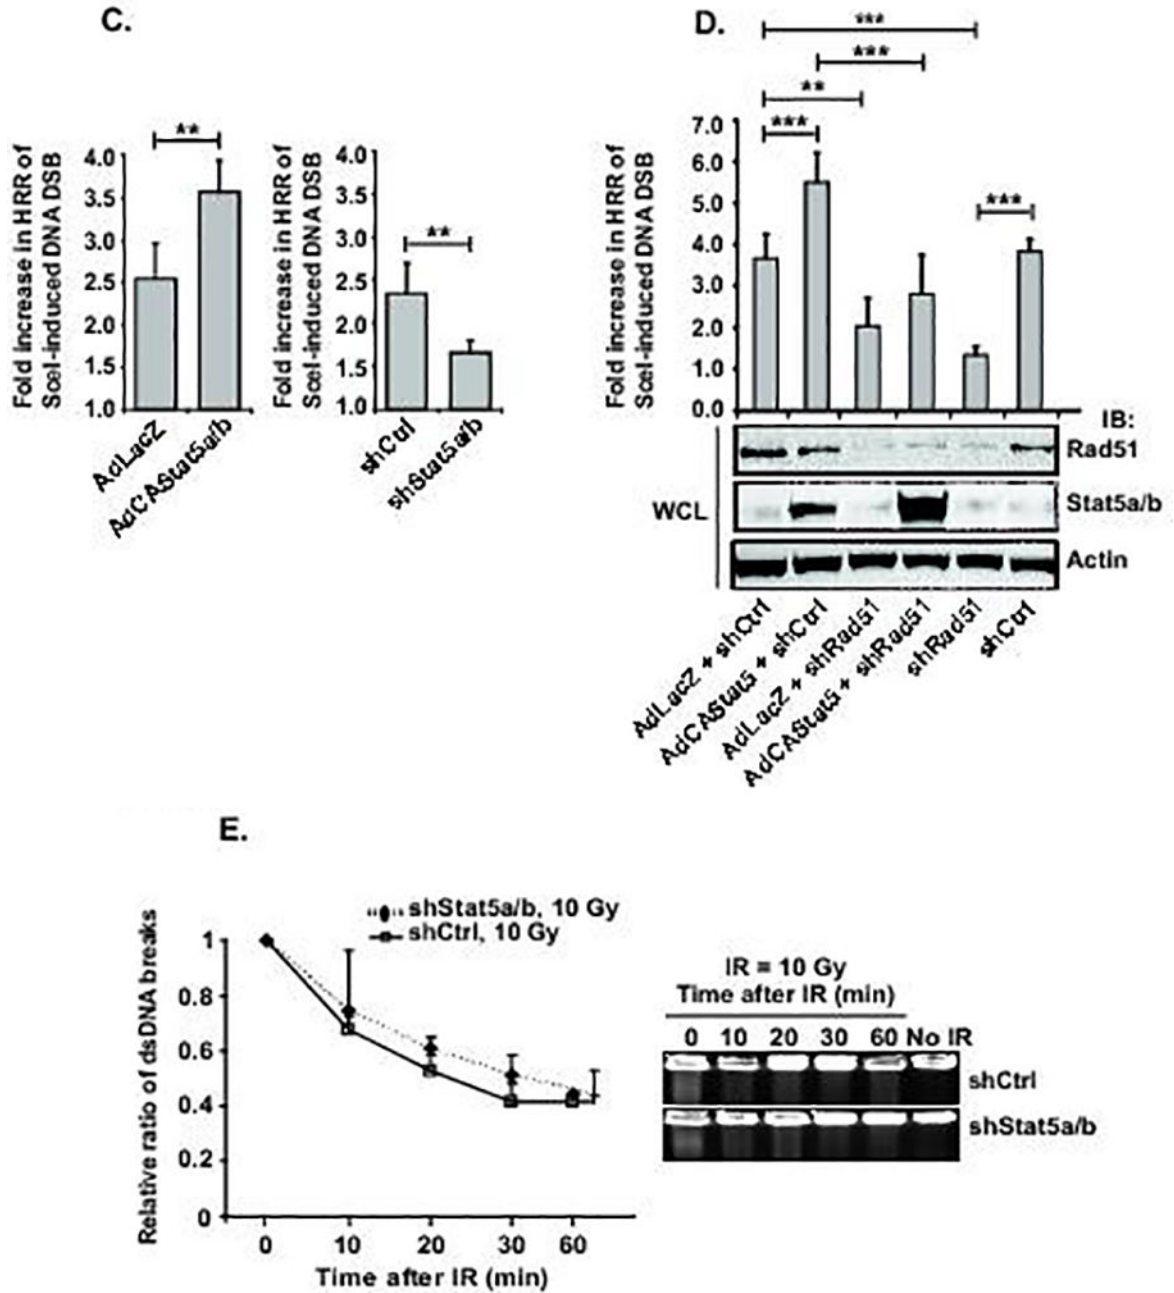 C.
Fold increase in HRR of
SceI-induced DNA DSB
4.0
3.5
3.0
2.5
2.0
1.5
1.0
**
AdLacZ
AdCAStat5a/b
Fold increase in HRR of
SceI-induced DNA DSB
4.0
3.5
3.0
2.5
2.0
1.5
1.0
**
shCtrl
shStat5a/b
D.
***
***
**
***
***
Fold increase in HRR of
SceI-induced DNA DSB
7.0
6.0
5.0
4.0
3.0
2.0
1.0
0.0
IB:
Rad51
Stat5a/b
Actin
WCL
AdLacZ + shCtrl
AdCAStat5 + shCtrl
AdLacZ + shRad51
AdCAStat5 + shRad51
shRad51
shCtrl
E.
shStat5a/b, 10 Gy
shCtrl, 10 Gy
Relative ratio of dsDNA breaks
1
0.8
0.6
0.4
0.2
0
0 10 20 30 60
Time after IR (min)
IR = 10 Gy
Time after IR (min)
0 10 20 30 60 No IR
shCtrl
shStat5a/b